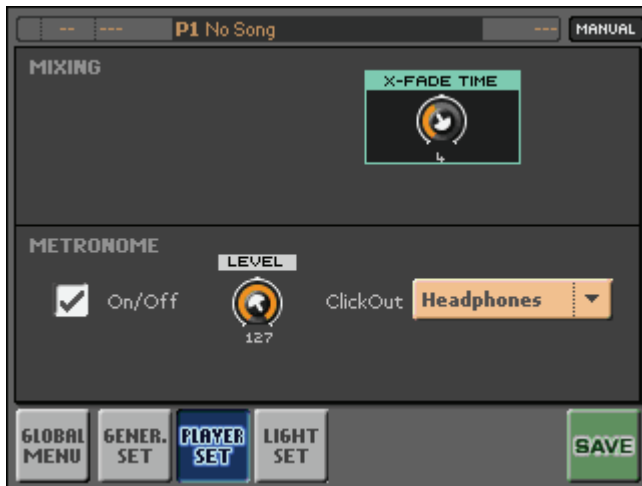 -- --- P1 No Song --- MANUAL
MIXING
X-FADE TIME
4
METRONOME
LEVEL
On/Off
ClickOut Headphones
127
GLOBAL MENU
GENER. SET
PLAYER SET
LIGHT SET
SAVE